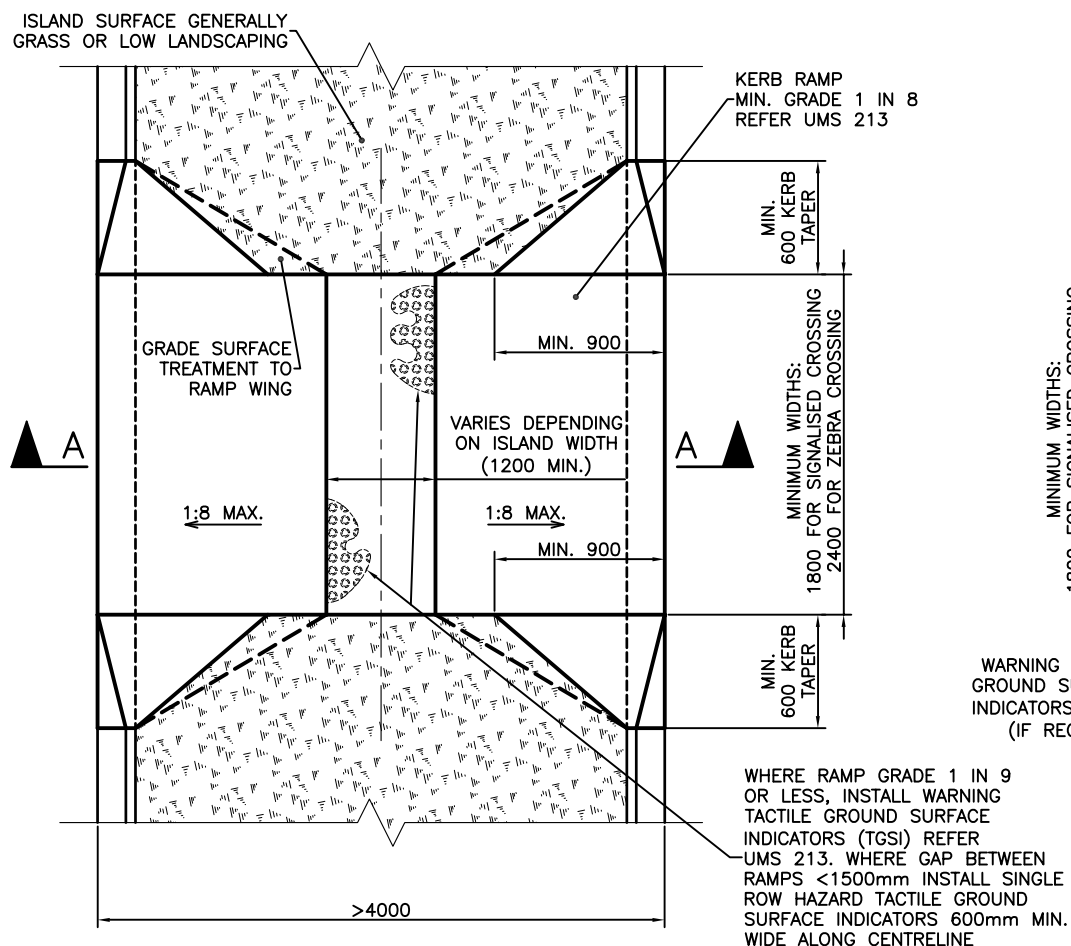 ISLAND SURFACE GENERALLY
GRASS OR LOW LANDSCAPING
KERB RAMP
MIN. GRADE 1 IN 8
REFER UMS 213
MIN.
600 KERB
TAPER
GRADE SURFACE
TREATMENT TO
RAMP WING
MIN. 900
VARIES DEPENDING
ON ISLAND WIDTH
(1200 MIN.)
A
A
1:8 MAX.
1:8 MAX.
MIN. 900
MINIMUM WIDTHS:
1800 FOR SIGNALISED CROSSING
2400 FOR ZEBRA CROSSING
MINIMUM WIDTHS:
1800 FOR SIGNALISED CROSSING
MIN.
600 KERB
TAPER
WARNING
GROUND SU
INDICATORS
(IF REQ
WHERE RAMP GRADE 1 IN 9
OR LESS, INSTALL WARNING
TACTILE GROUND SURFACE
INDICATORS (TGSI) REFER
UMS 213. WHERE GAP BETWEEN
RAMPS <1500mm INSTALL SINGLE
ROW HAZARD TACTILE GROUND
SURFACE INDICATORS 600mm MIN.
WIDE ALONG CENTRELINE
>4000